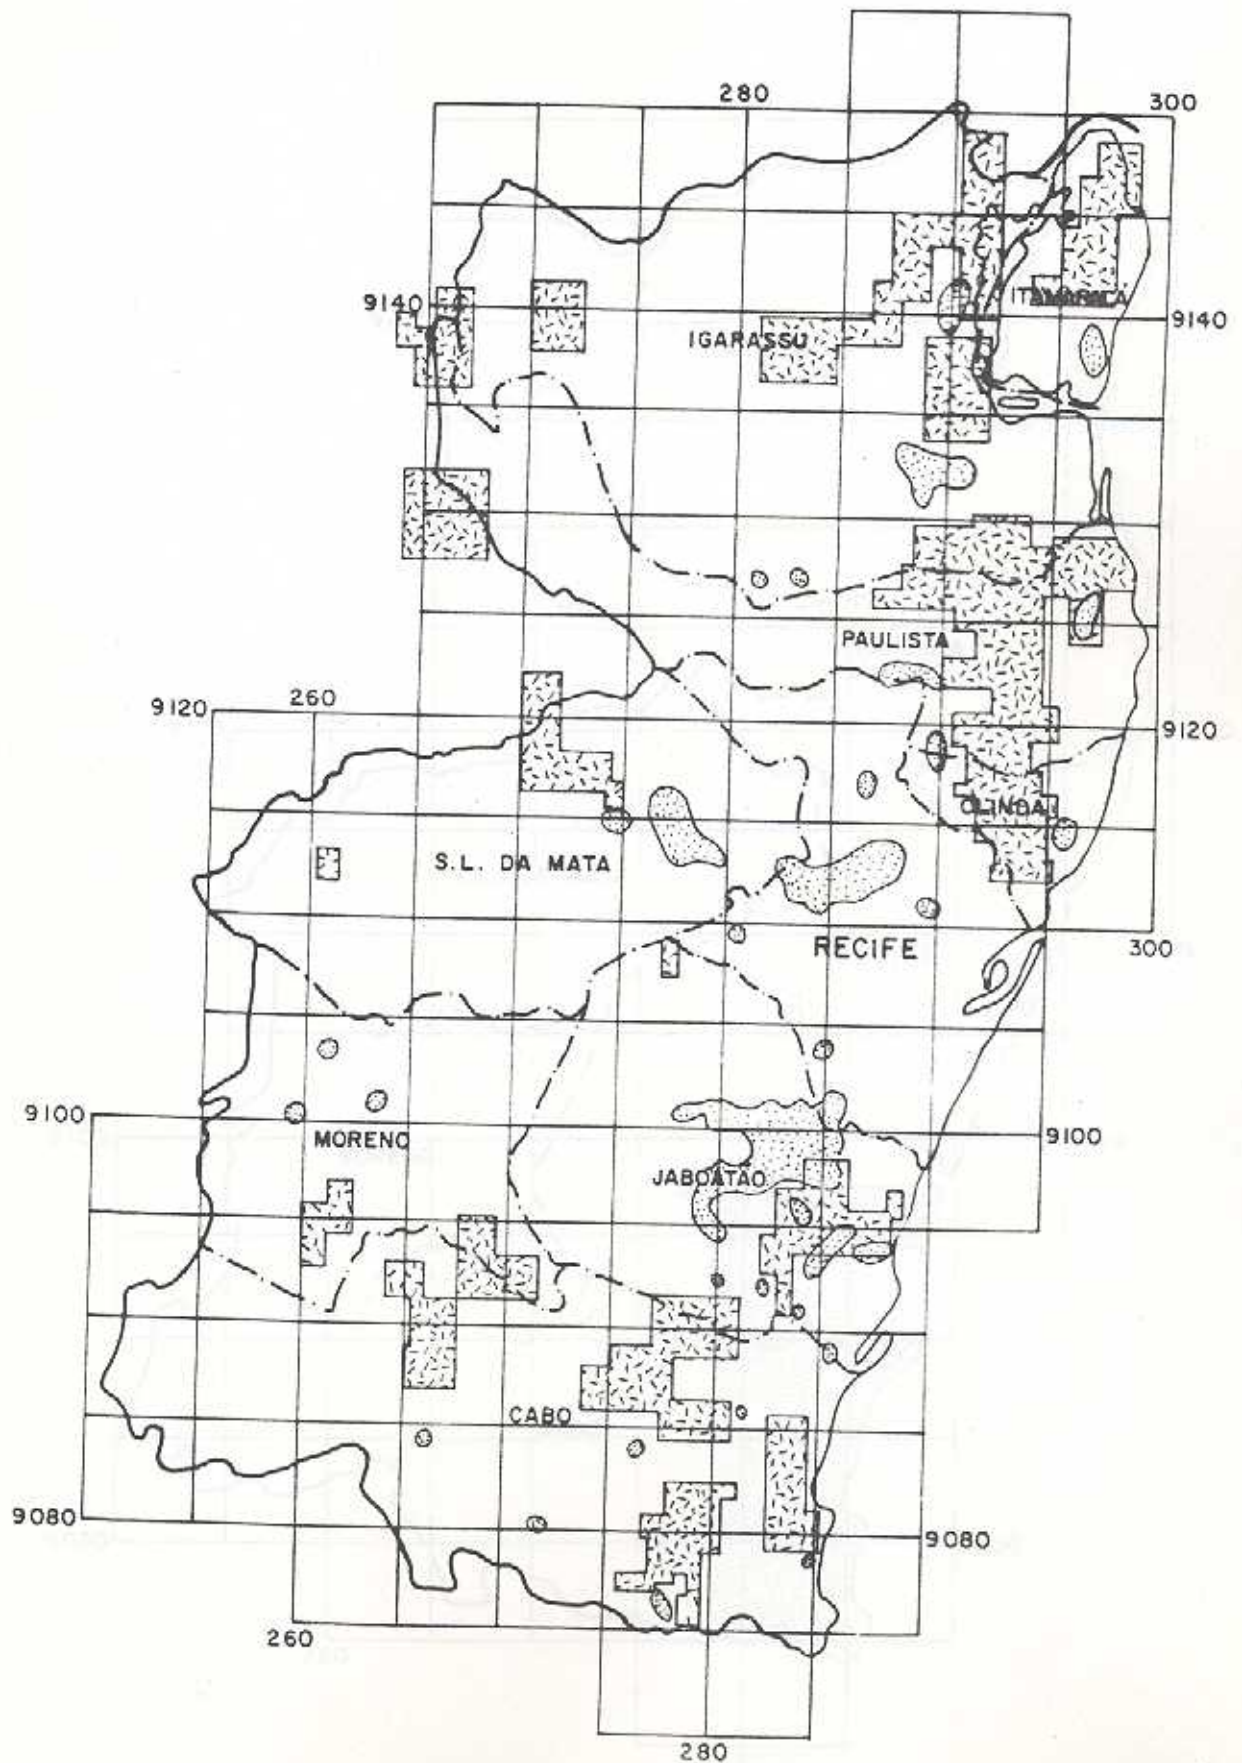 280
300
9140
ITAMARACA
9140
IGARASSU
PAULISTA
9120
260
9120
OLINDA
S.L. DA MATA
RECIFE
300
9100
MORENO
9100
JABOATÃO
CABO
9080
9080
260
280